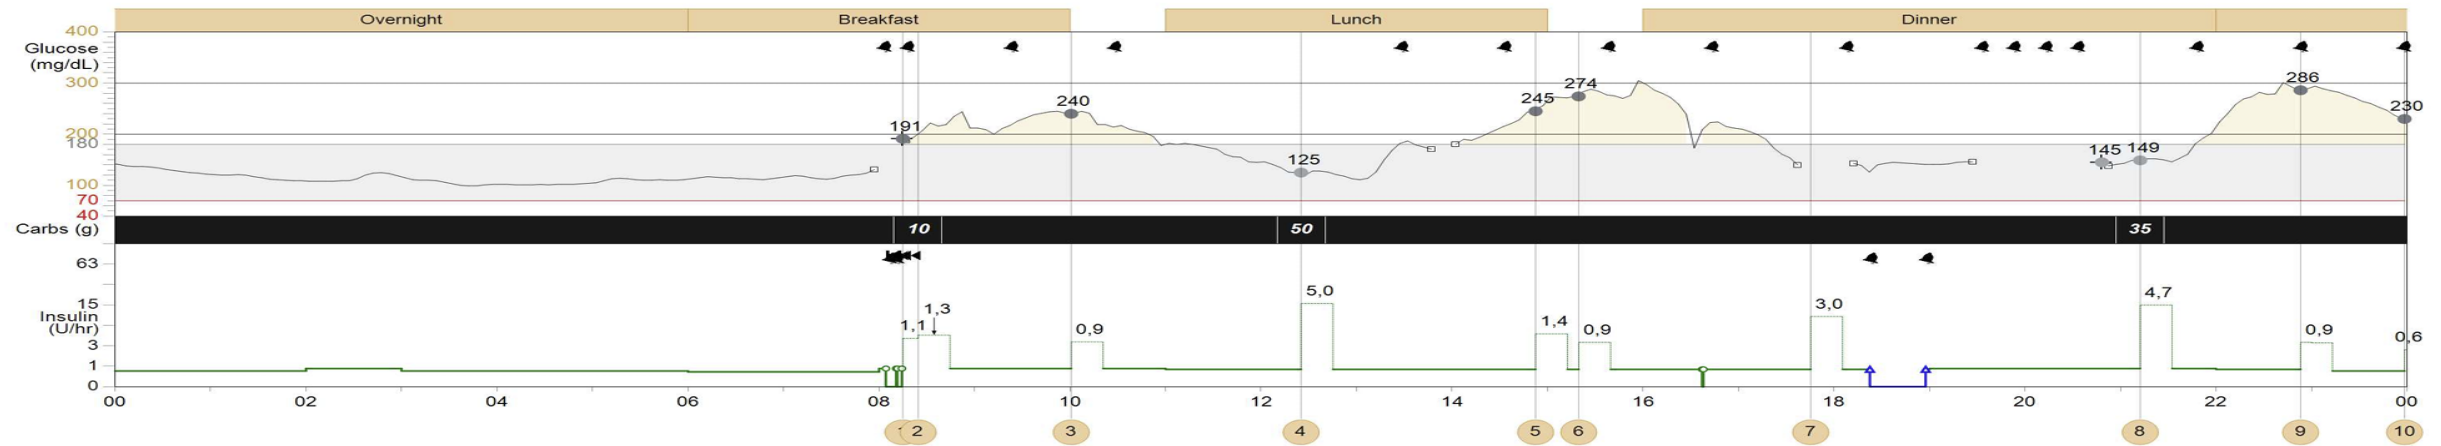 Overnight Breakfast Lunch Dinner
400
Glucose
(mg/dL)
300
200
180
100
70
40
191 240 125 245 274 145 149 286 230
Carbs (g) 10 50 35
63
15
Insulin
(U/hr)
3
1
0
1,1 1,3 0,9 5,0 1,4 0,9 3,0 4,7 0,9 0,6
00 02 04 06 08 10 12 14 16 18 20 22 00
2 3 4 5 6 7 8 9 10